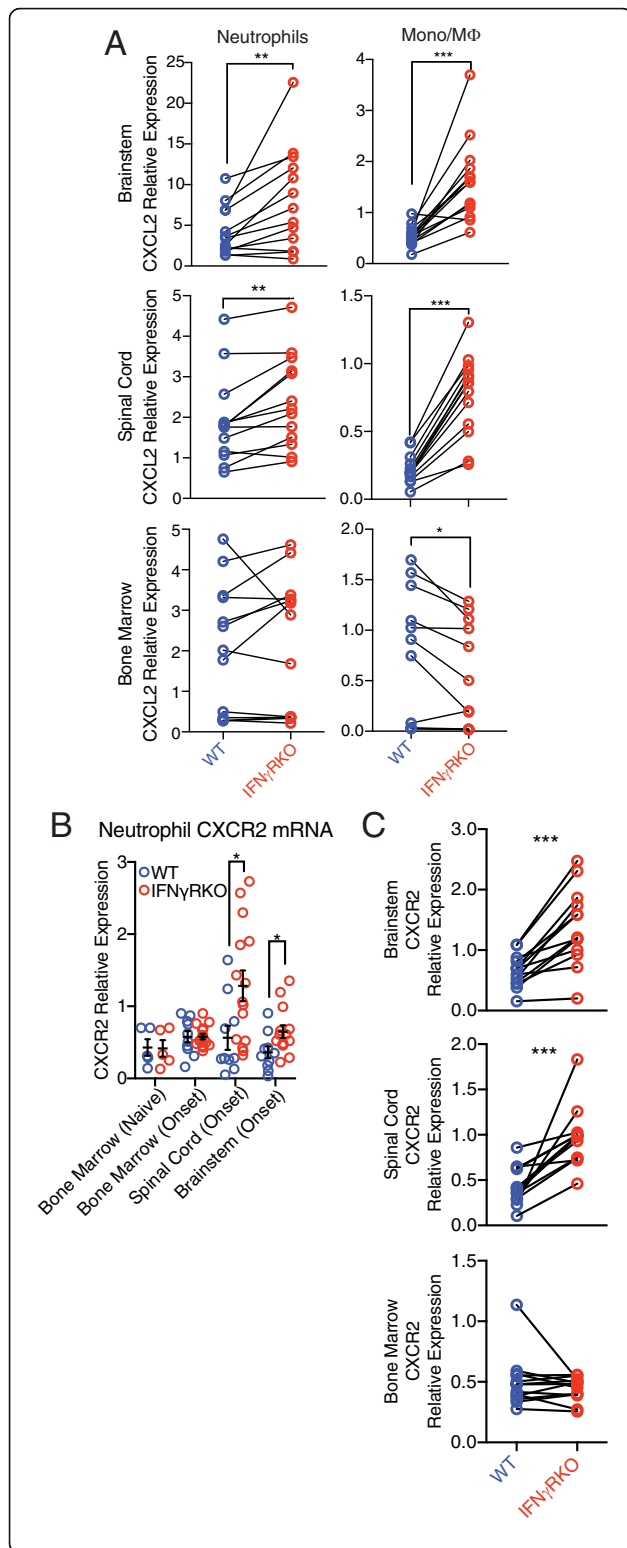 A
Neutrophils
Mono/MΦ
Brainstem
CXCL2 Relative Expression
25
20
15
10
5
0
**
4
3
2
1
0
***
Spinal Cord
CXCL2 Relative Expression
5
4
3
2
1
0
**
1.5
1.0
0.5
0.0
***
Bone Marrow
CXCL2 Relative Expression
5
4
3
2
1
0
2.0
1.5
1.0
0.5
0.0
*
WT
IFNγRKO
WT
IFNγRKO
B
Neutrophil CXCR2 mRNA
CXCR2 Relative Expression
3
2
1
0
WT
IFNγRKO
*
*
Bone Marrow (Naive)
Bone Marrow (Onset)
Spinal Cord (Onset)
Brainstem (Onset)
C
Brainstem
CXCR2
Relative Expression
3.0
2.0
1.0
0.0
***
Spinal Cord
CXCR2
Relative Expression
2.0
1.5
1.0
0.5
0.0
***
Bone Marrow
CXCR2
Relative Expression
1.5
1.0
0.5
0.0
WT
IFNγRKO